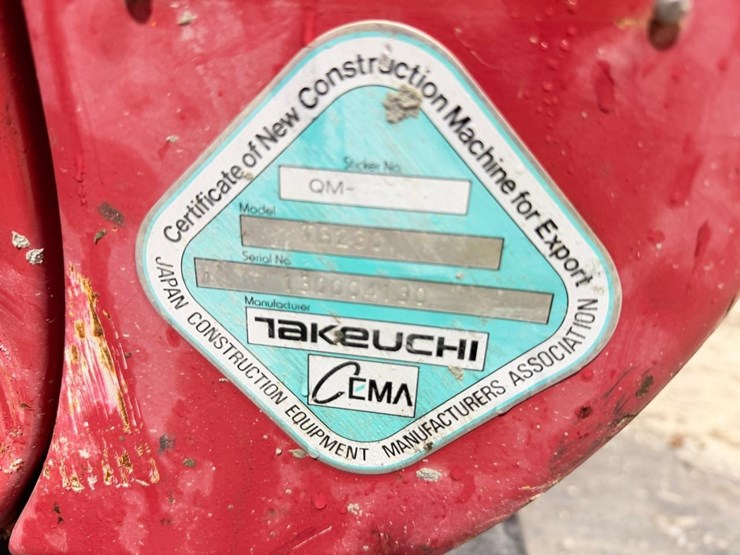 Certificate of New Construction Machine for Export
Sticker No.
QM-
Model
Serial No.
130004130
Manufacturer
TAKEUCHI
CEMA
JAPAN CONSTRUCTION EQUIPMENT MANUFACTURERS ASSOCIATION